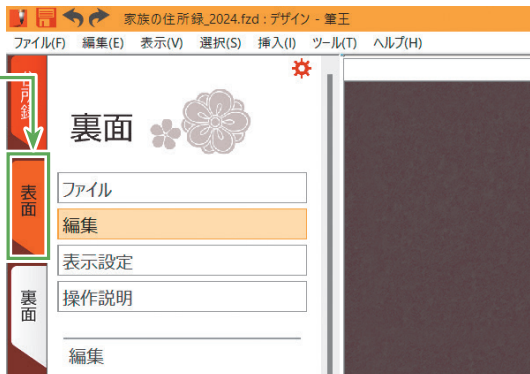 家族の住所録_2024.fzd : デザイン - 筆王
ファイル(F) 編集(E) 表示(V) 選択(S) 挿入(I) ツール(T) ヘルプ(H)
住所録
裏面
ファイル
表面
編集
表示設定
操作説明
裏面
編集